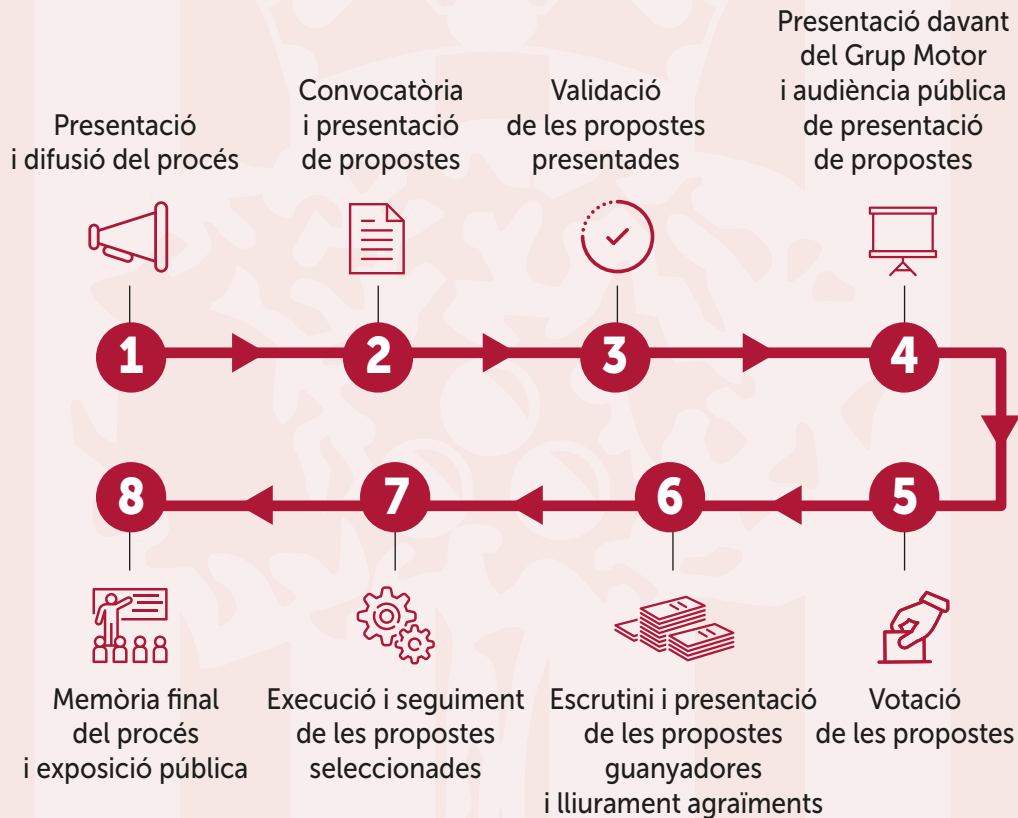 Presentació
i difusió del procés
1
Convocatòria
i presentació
de propostes
2
Validació
de les propostes
presentades
3
Presentació davant
del Grup Motor
i audiència pública
de presentació
de propostes
4
5
Votació
de les propostes
6
Escrutini i presentació
de les propostes
guanyadores
i lliurament agraïments
7
Execució i seguiment
de les propostes
seleccionades
8
Memòria final
del procés
i exposició pública